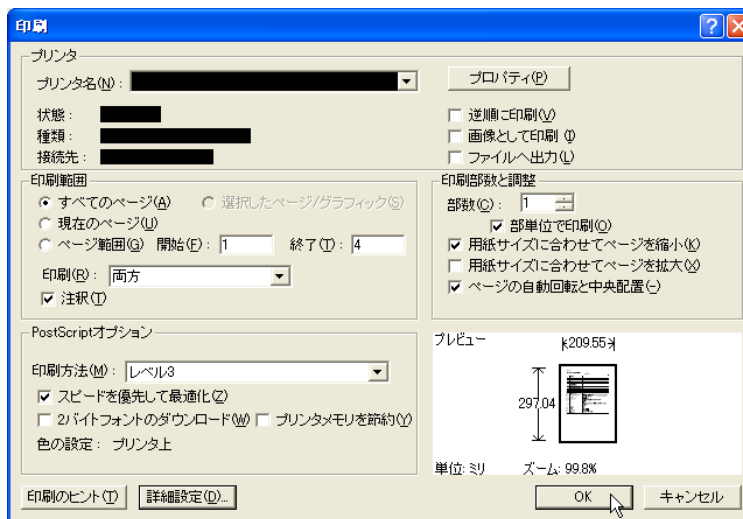 印刷
プリンタ
プリンタ名(N):
プロパティ(P)
状態:
種類:
接続先:
逆順に印刷(V)
画像として印刷(I)
ファイルへ出力(L)
印刷範囲
すべてのページ(A) 選択したページ/グラフィック(S)
現在のページ(U)
ページ範囲(G) 開始(F): 1 終了(T): 4
印刷(R): 両方
注釈(T)
印刷部数と調整
部数(C): 1
部単位で印刷(O)
用紙サイズに合わせてページを縮小(K)
用紙サイズに合わせてページを拡大(X)
ページの自動回転と中央配置(-)
PostScriptオプション
印刷方法(M): レベル3
スピードを優先して最適化(Z)
2バイトフォントのダウンロード(W) プリンタメモリを節約(Y)
色の設定: プリンタ上
プレビュー
209.55
297.04
単位: ミリ ズーム: 99.8%
印刷のヒント(T) 詳細設定(D)... OK キャンセル